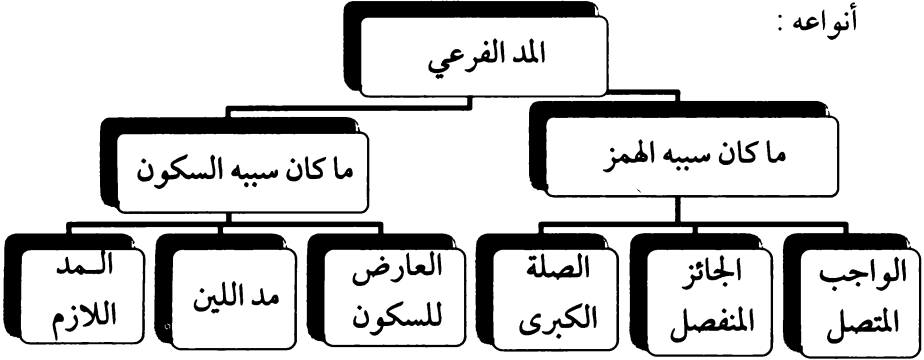 أنواعه :
المد الفرعي
ما كان سببه الهمز
ما كان سببه السكون
الواجب
المتصل
الجائز
المنفصل
الصلة
الكبرى
العارض
للسكون
مد اللين
الـمد
اللازم